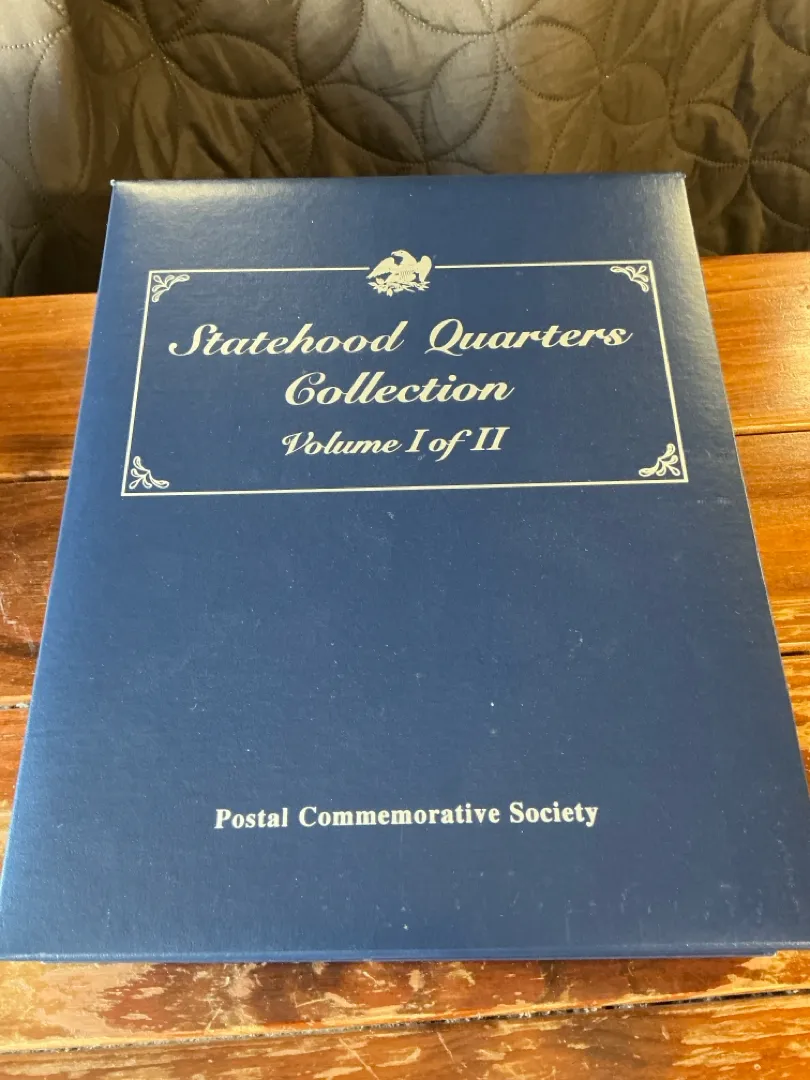 Statehood Quarters
Collection
Volume I of II
Postal Commemorative Society